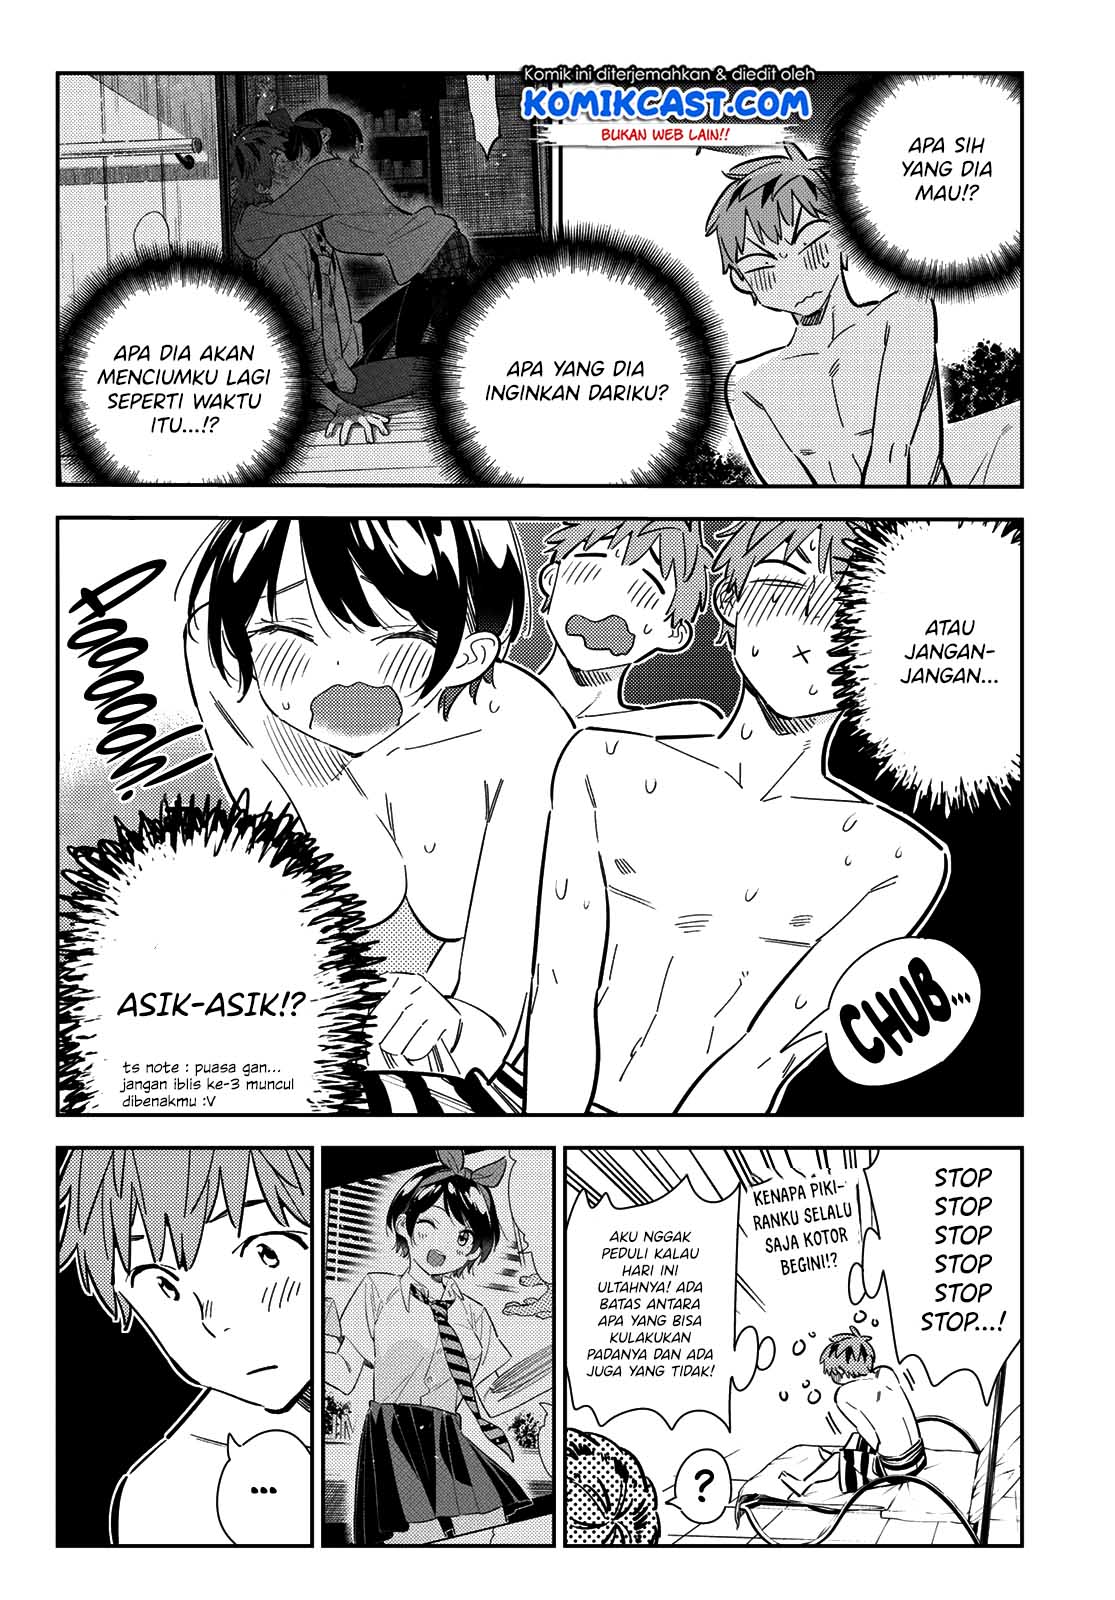 Komik ini diterjemahkan & diedit oleh
KOMIKCAST.COM
BUKAN WEB LAIN!!
APA SIH
YANG DIA
MAU!?
APA YANG DIA
INGINKAN DARIKU?
APA DIA AKAN
MENCIUMKU LAGI
SEPERTI WAKTU
ITU...!?
ATAU
JANGAN-
JANGAN...
Aaaaaah!
ASIK-ASIK!?
ts note : puasa gan...
jangan iblis ke-3 muncul
dibenakmu :V
CHUB...
STOP
STOP
STOP
STOP
STOP
STOP...!
KENAPA PIKI-
RANKU SELALU
SAJA KOTOR
BEGINI!?
AKU NGGAK
PEDULI KALAU
HARI INI
ULTAHNYA! ADA
BATAS ANTARA
APA YANG BISA
KULAKUKAN
PADANYA DAN ADA
JUGA YANG TIDAK!
?
...